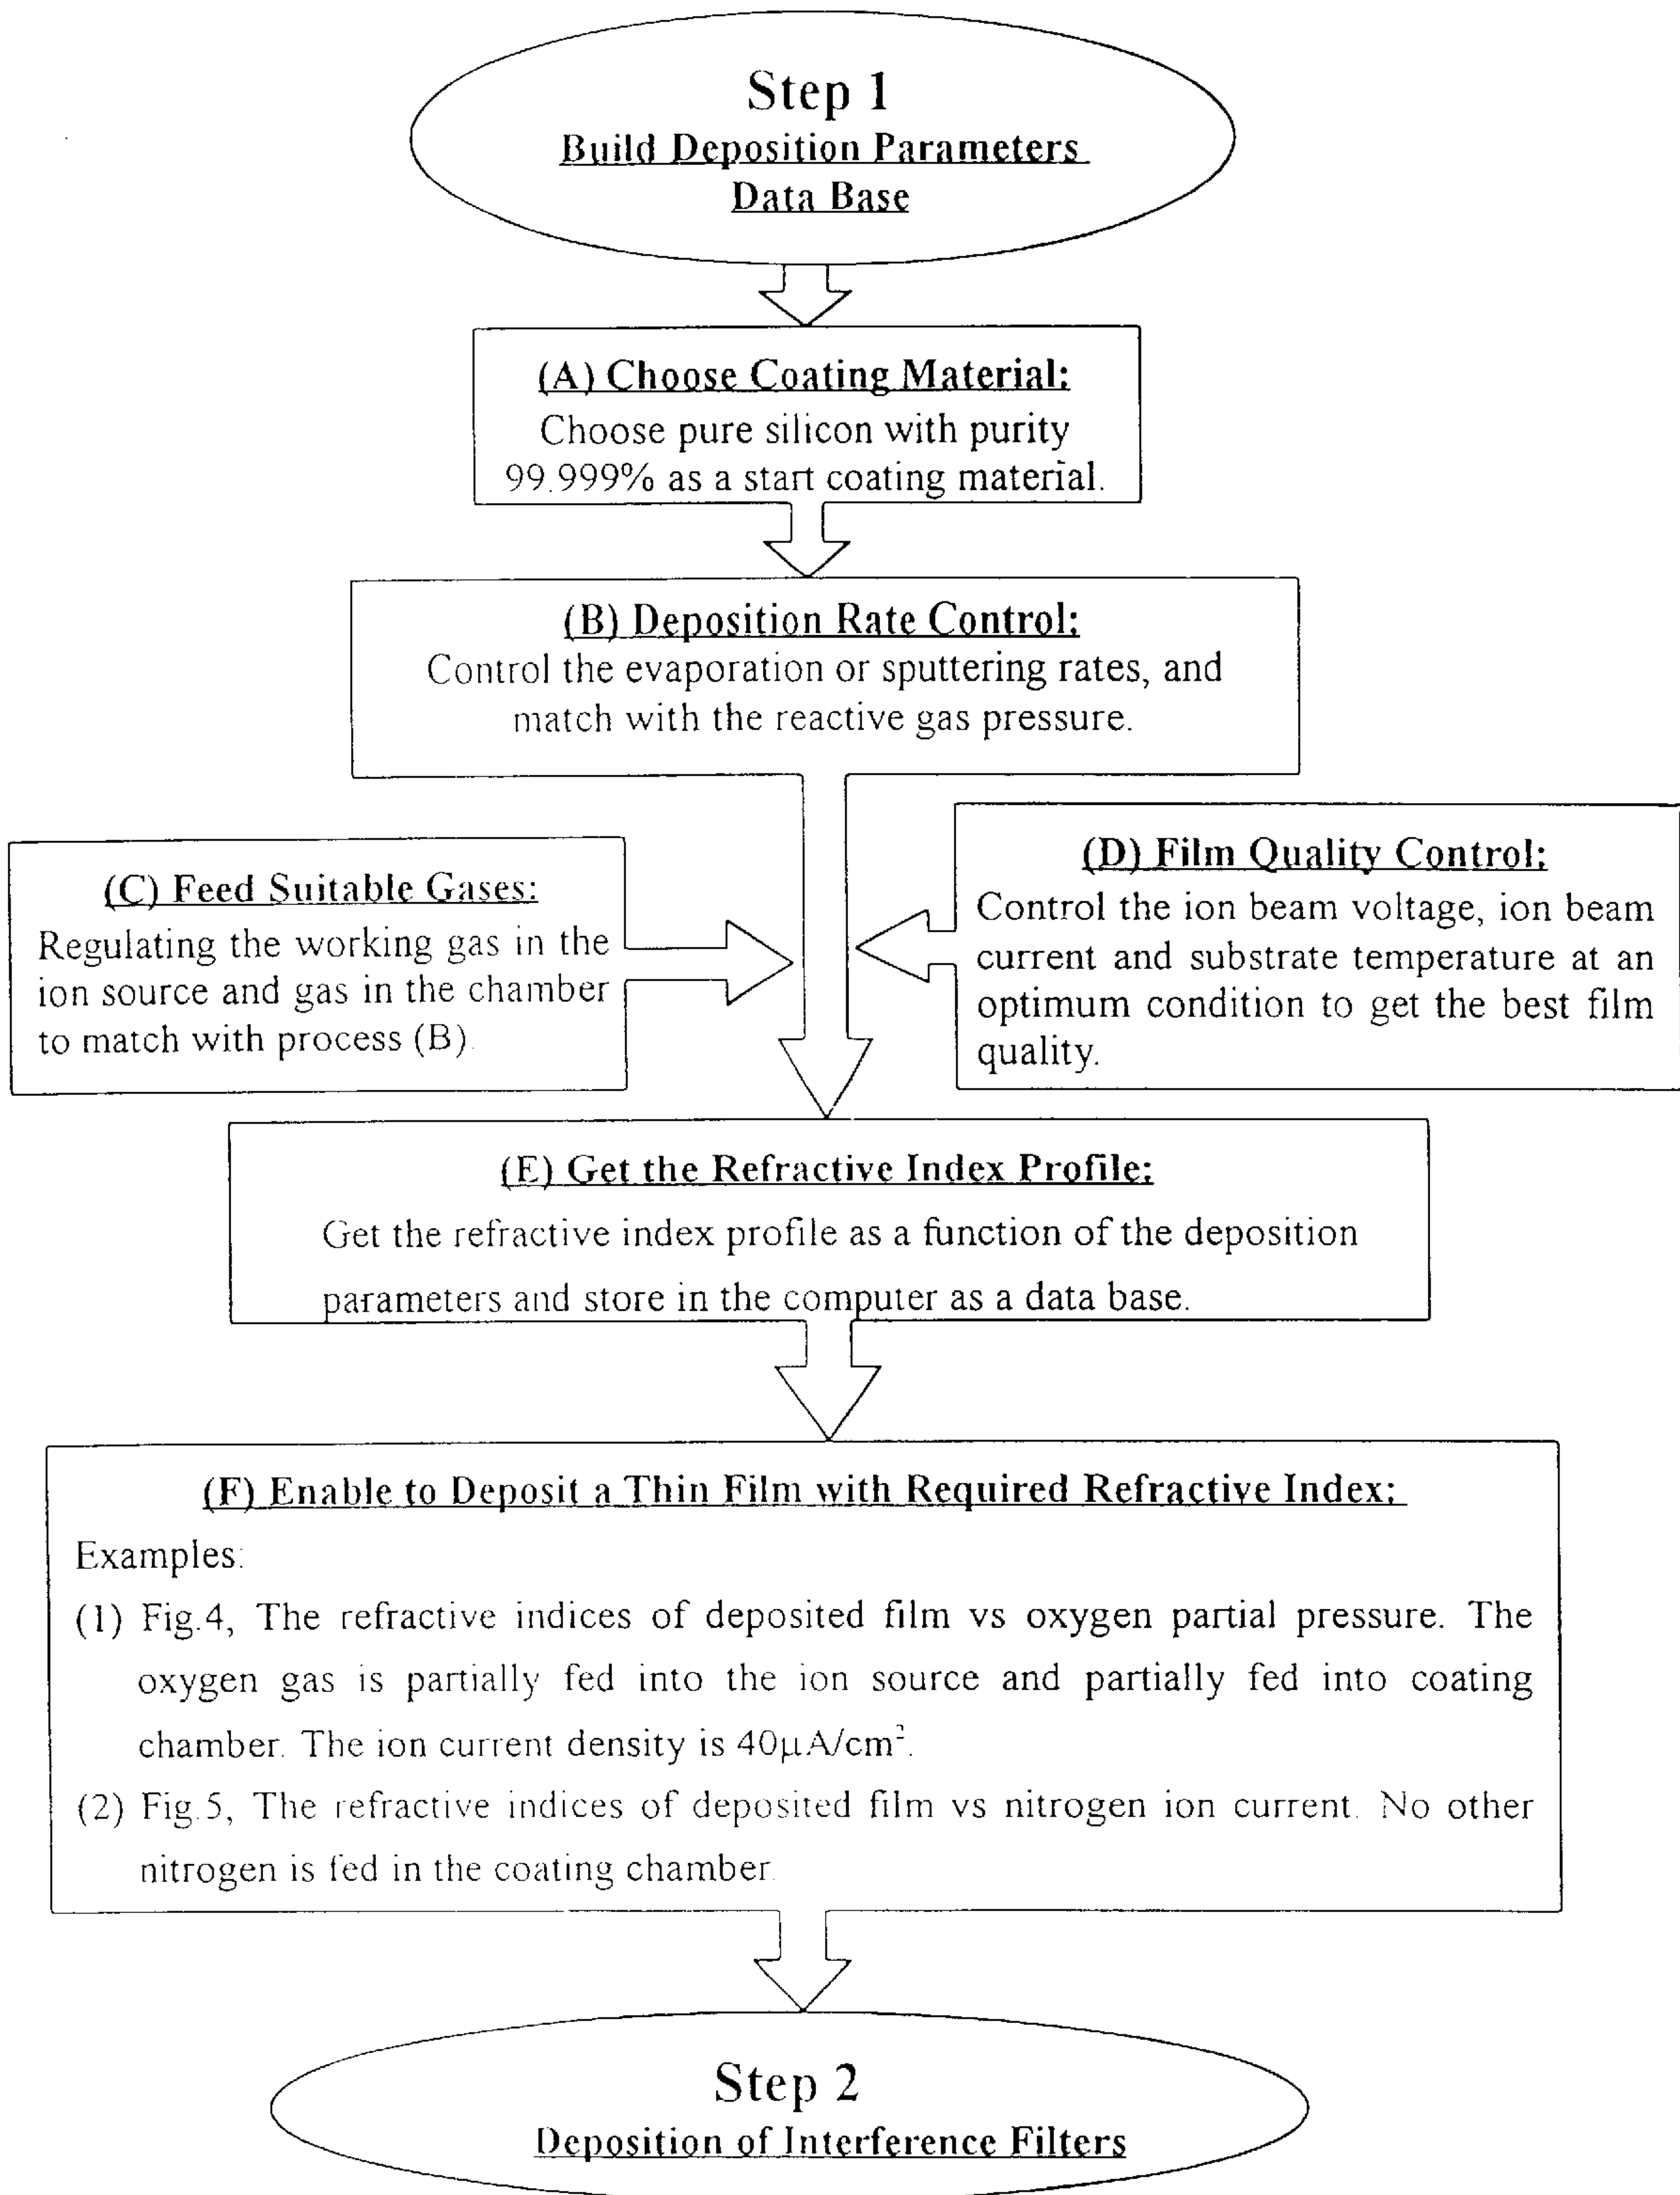 Step 1
Build Deposition Parameters
Data Base
(A) Choose Coating Material:
Choose pure silicon with purity
99.999% as a start coating material.
(B) Deposition Rate Control:
Control the evaporation or sputtering rates, and
match with the reactive gas pressure.
(C) Feed Suitable Gases:
Regulating the working gas in the
ion source and gas in the chamber
to match with process (B).
(D) Film Quality Control:
Control the ion beam voltage, ion beam
current and substrate temperature at an
optimum condition to get the best film
quality.
(E) Get the Refractive Index Profile:
Get the refractive index profile as a function of the deposition
parameters and store in the computer as a data base.
(F) Enable to Deposit a Thin Film with Required Refractive Index:
Examples:
(1) Fig.4, The refractive indices of deposited film vs oxygen partial pressure. The
oxygen gas is partially fed into the ion source and partially fed into coating
chamber. The ion current density is 40μA/cm².
(2) Fig.5, The refractive indices of deposited film vs nitrogen ion current. No other
nitrogen is fed in the coating chamber.
Step 2
Deposition of Interference Filters